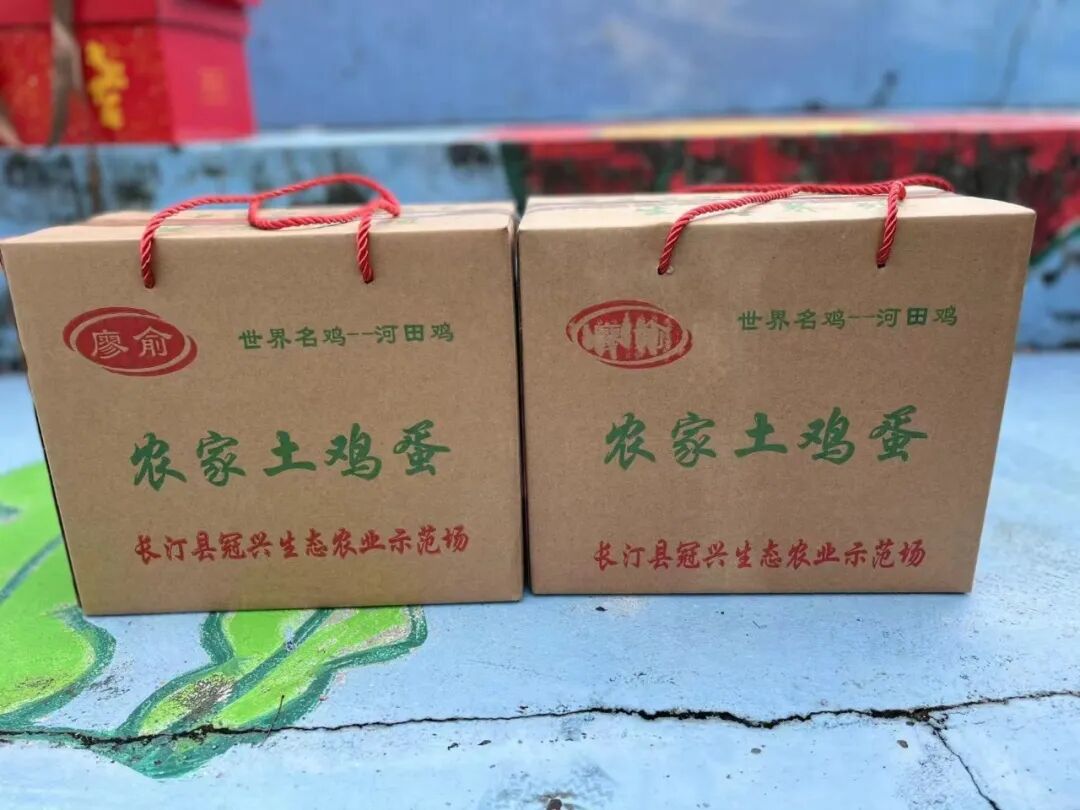 廖俞
世界名鸡--河田鸡
农家土鸡蛋
长汀县冠兴生态农业示范场
世界名鸡--河田鸡
农家土鸡蛋
长汀县冠兴生态农业示范场